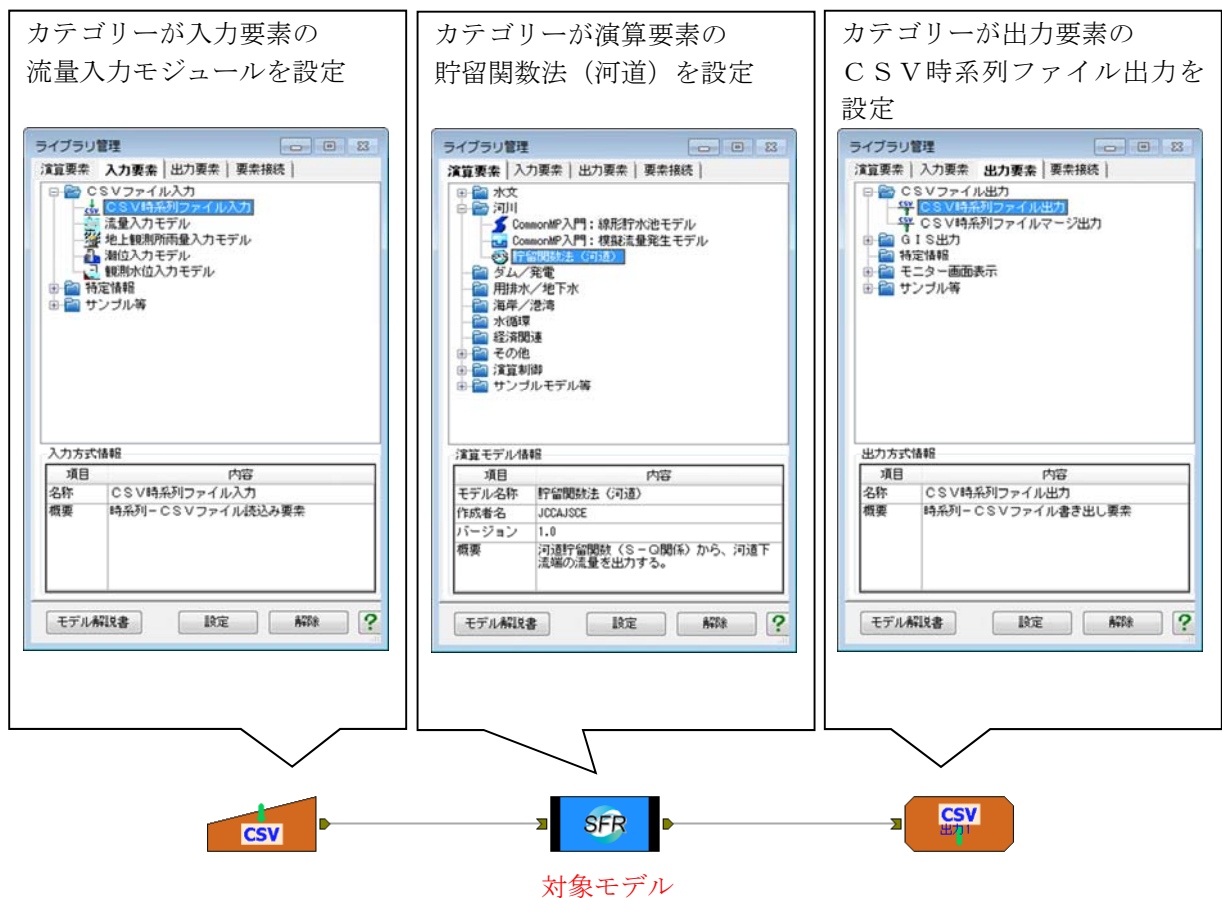 カテゴリーが入力要素の
流量入力モジュールを設定
ライブラリ管理
演算要素 入力要素 出力要素 要素接続
ＣＳＶファイル入力
ＣＳＶ時系列ファイル入力
流量入力モデル
地上観測所雨量入力モデル
潮位入力モデル
観測水位入力モデル
特定情報
サンプル等
入力方式情報
項目 内容
名称 ＣＳＶ時系列ファイル入力
概要 時系列－ＣＳＶファイル読込み要素
モデル解説書 設定 解除 ?
カテゴリーが演算要素の
貯留関数法（河道）を設定
ライブラリ管理
演算要素 入力要素 出力要素 要素接続
水文
河川
CommonMP入門：線形貯水池モデル
CommonMP入門：模擬流量発生モデル
貯留関数法（河道）
ダム／発電
用排水／地下水
海岸／港湾
水循環
経済関連
その他
演算制御
サンプルモデル等
演算モデル情報
項目 内容
モデル名称 貯留関数法（河道）
作成者名 JCCAJSCE
バージョン 1.0
概要 河道貯留関数（Ｓ－Ｑ関係）から、河道下
流端の流量を出力する。
モデル解説書 設定 解除 ?
カテゴリーが出力要素の
ＣＳＶ時系列ファイル出力を
設定
ライブラリ管理
演算要素 入力要素 出力要素 要素接続
ＣＳＶファイル出力
ＣＳＶ時系列ファイル出力
ＣＳＶ時系列ファイルマージ出力
ＧＩＳ出力
特定情報
モニター画面表示
サンプル等
出力方式情報
項目 内容
名称 ＣＳＶ時系列ファイル出力
概要 時系列－ＣＳＶファイル書き出し要素
モデル解説書 設定 解除 ?
CSV
SFR
CSV
出力1
対象モデル